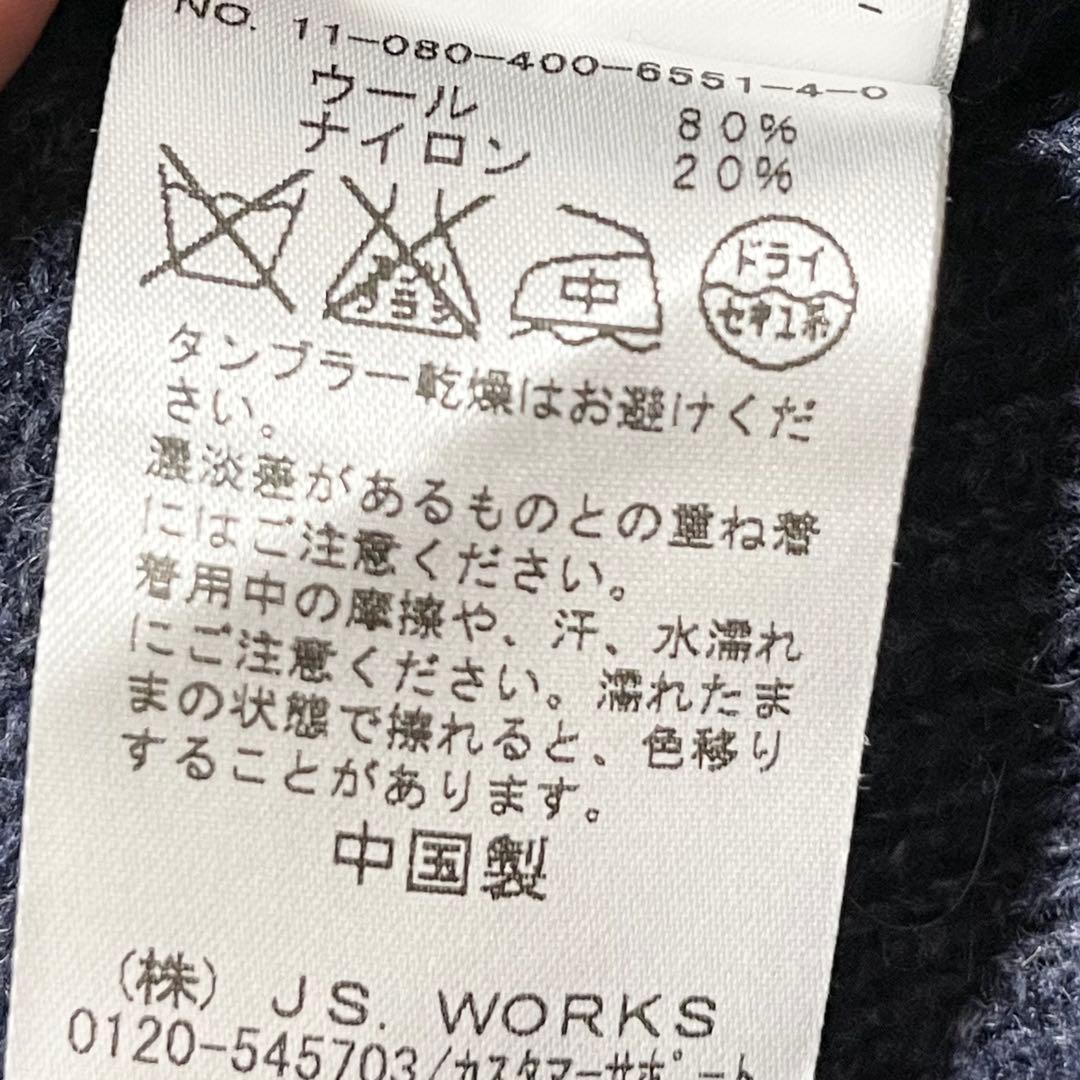 NO. 11-080-400-6551-4-0
ウール 80%
ナイロン 20%
エンソ
サラシ
中
ドライ
セキユ系
タンブラー乾燥はお避けくだ
さい。
濃淡差があるものとの重ね着
にはご注意ください。
着用中の摩擦や、汗、水濡れ
にご注意ください。濡れたま
まの状態で擦れると、色移り
することがあります。
中国製
(株) J.S. WORKS
0120-545703/カスタマーサポート